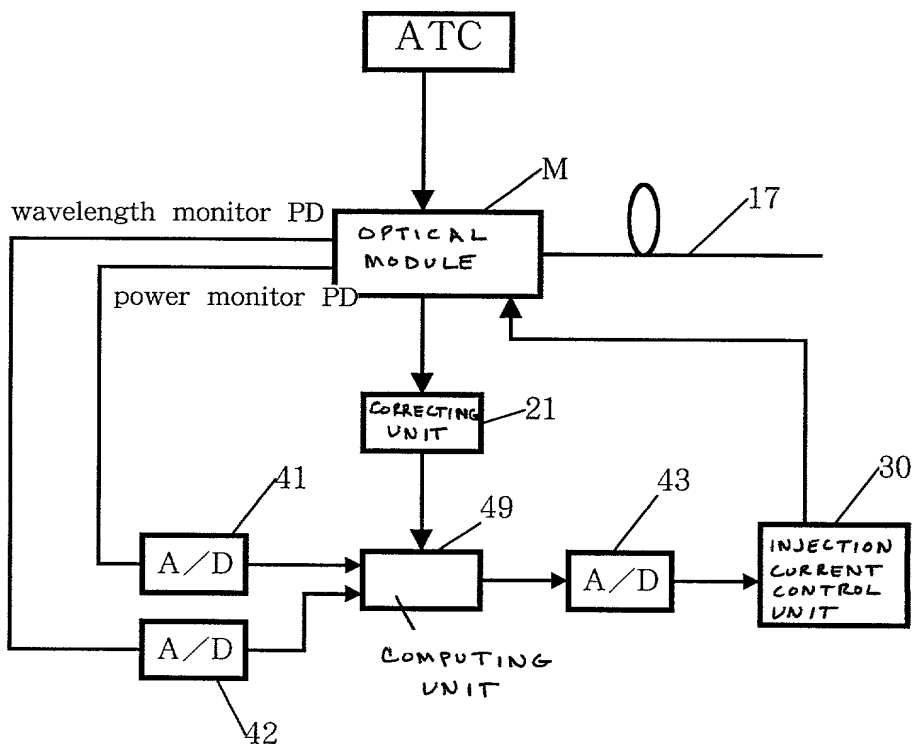 ATC
M
wavelength monitor PD
17
OPTICAL
MODULE
power monitor PD
CORRECTING
UNIT
21
41
49
43
30
A/D
A/D
INJECTION
CURRENT
CONTROL
UNIT
A/D
COMPUTING
UNIT
42